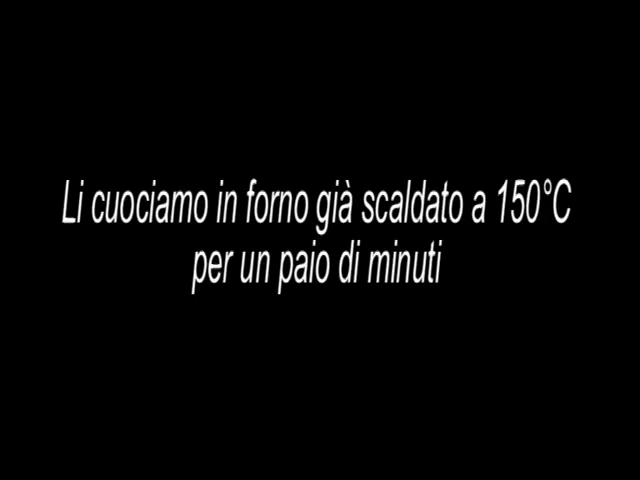 Li cuociamo in forno già scaldato a 150°C
per un paio di minuti